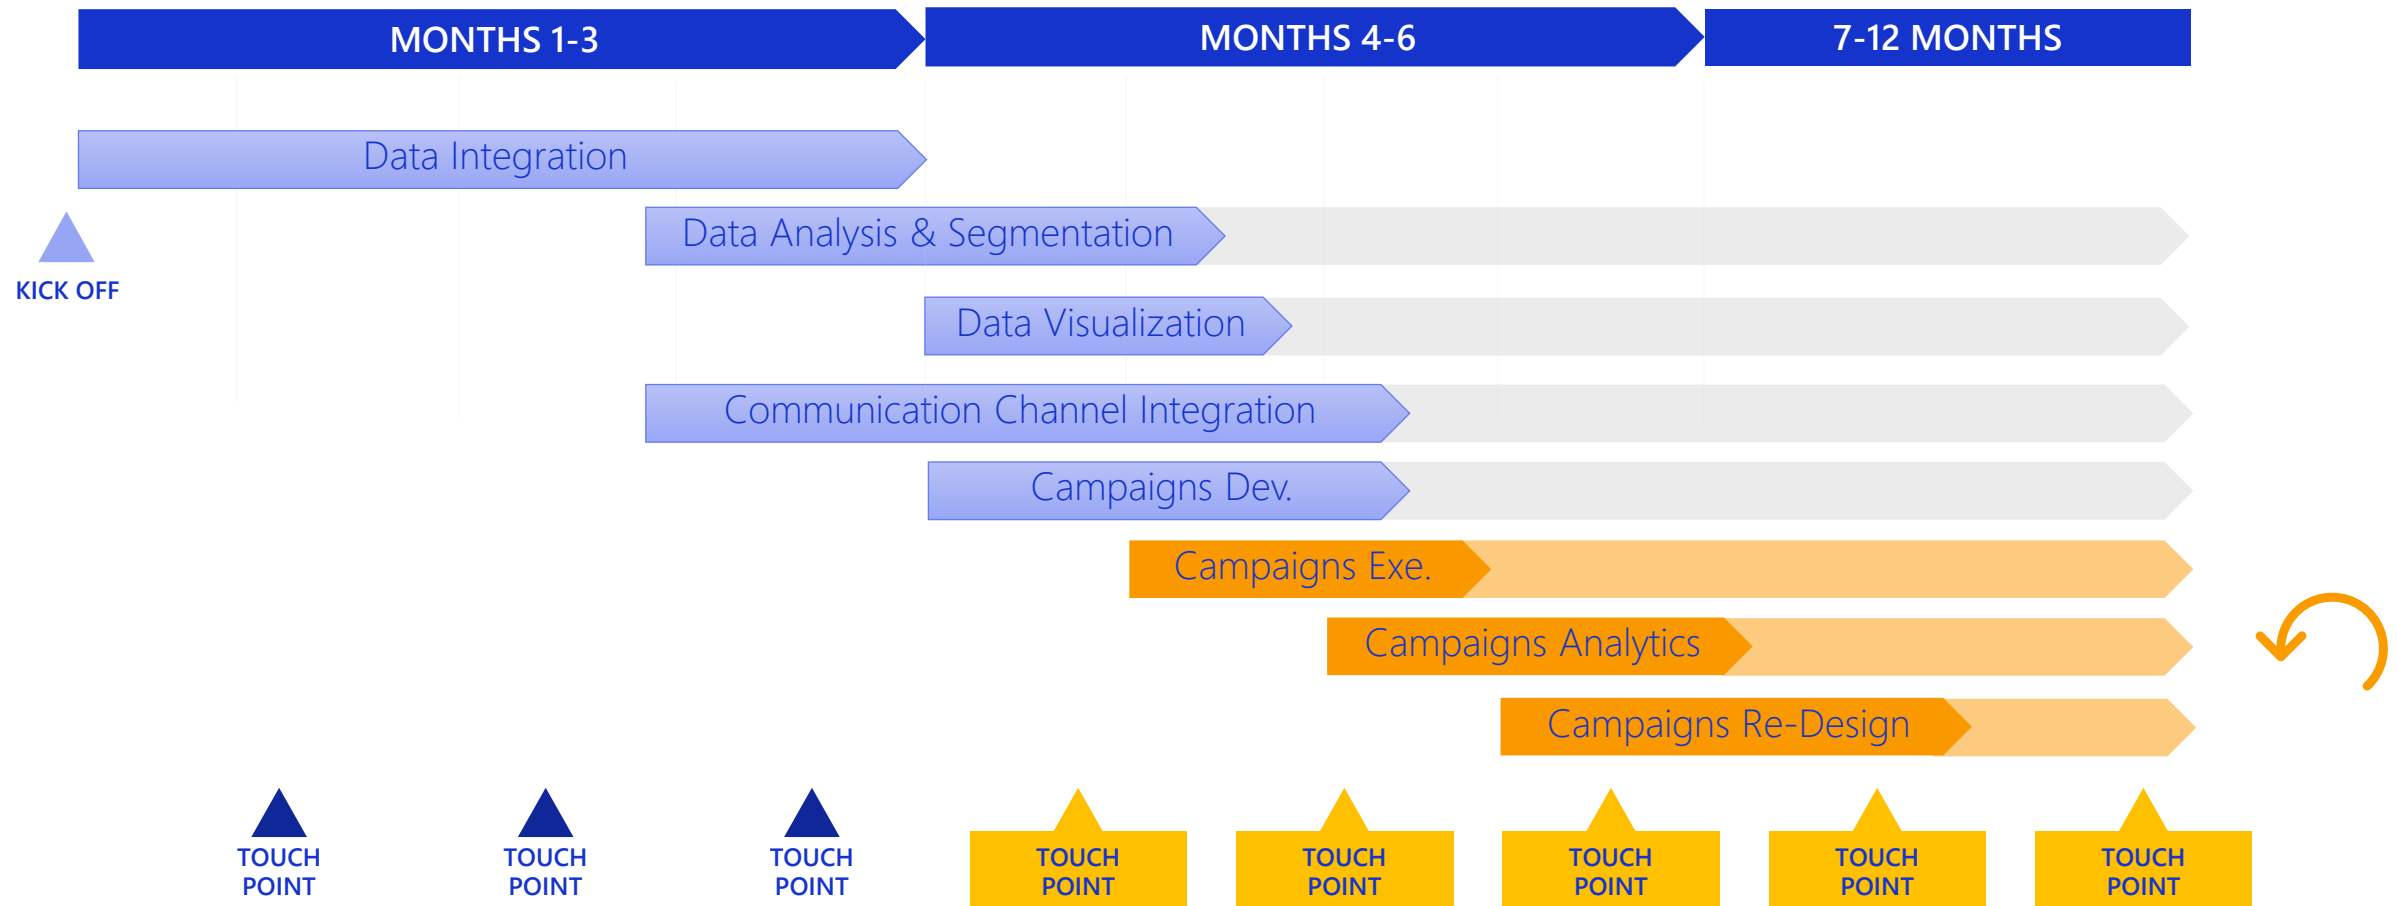 MONTHS 1-3
MONTHS 4-6
7-12 MONTHS
Data Integration
Data Analysis & Segmentation
KICK OFF
Data Visualization
Communication Channel Integration
Campaigns Dev.
Campaigns Exe.
Campaigns Analytics
Campaigns Re-Design
TOUCH
POINT
TOUCH
POINT
TOUCH
POINT
TOUCH
POINT
TOUCH
POINT
TOUCH
POINT
TOUCH
POINT
TOUCH
POINT